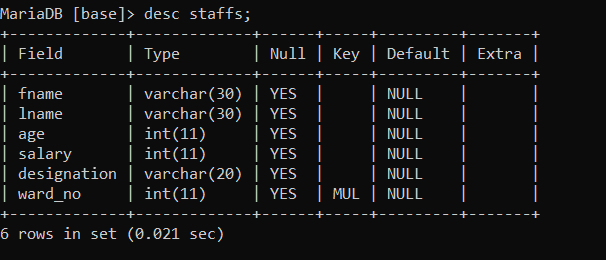 MariaDB [base]> desc staffs;
+-------------+-------------+------+-----+---------+-------+
| Field       | Type        | Null | Key | Default | Extra |
+-------------+-------------+------+-----+---------+-------+
| fname       | varchar(30) | YES  |     | NULL    |       |
| lname       | varchar(30) | YES  |     | NULL    |       |
| age         | int(11)     | YES  |     | NULL    |       |
| salary      | int(11)     | YES  |     | NULL    |       |
| designation | varchar(20) | YES  |     | NULL    |       |
| ward_no     | int(11)     | YES  | MUL | NULL    |       |
+-------------+-------------+------+-----+---------+-------+
6 rows in set (0.021 sec)